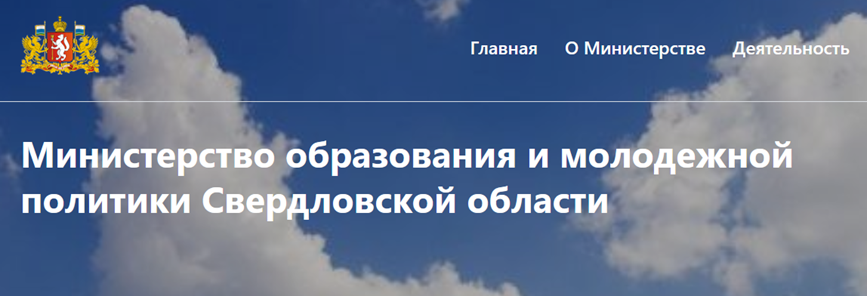 Главная О Министерстве Деятельность
Министерство образования и молодежной
политики Свердловской области